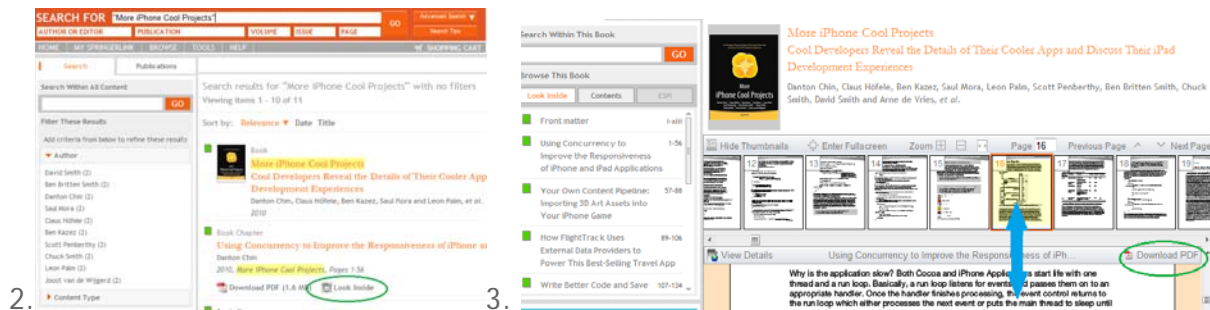 SEARCH FOR "More iPhone Cool Projects" GO Advanced Search ▼
AUTHOR OR EDITOR PUBLICATION VOLUME ISSUE PAGE Search Tips
HOME MY SPRINGERLINK BROWSE TOOLS HELP SHOPPING CART
Search Publications
Search Within All Content
GO
Filter These Results
Add criteria from below to refine these results
Author
David Smith (2)
Ben Britten Smith (2)
Danton Chin (2)
Saul Mora (2)
Claus Höfele (2)
Ben Kazez (2)
Scott Penberthy (2)
Chuck Smith (2)
Leon Palm (2)
Joost van de Wijgerd (2)
Content Type
Search results for "More iPhone Cool Projects" with no filters
Viewing items 1 - 10 of 11
Sort by: Relevance ▼ Date Title
Book
More iPhone Cool Projects
Cool Developers Reveal the Details of Their Cooler App
Development Experiences
Danton Chin, Claus Höfele, Ben Kazez, Saul Mora and Leon Palm, et al.
2010
Book Chapter
Using Concurrency to Improve the Responsiveness of iPhone an
Danton Chin
2010, More iPhone Cool Projects, Pages 1-56
Download PDF (1.6 MB) Look Inside
2.
3.
Search Within This Book
GO
Browse This Book
Look Inside Contents ESM
Front matter i-xiii
Using Concurrency to 1-56
Improve the Responsiveness
of iPhone and iPad Applications
Your Own Content Pipeline: 57-88
Importing 3D Art Assets into
Your iPhone Game
How FlightTrack Uses 89-106
External Data Providers to
Power This Best-Selling Travel App
Write Better Code and Save 107-134
More
iPhone Cool Projects
More iPhone Cool Projects
Cool Developers Reveal the Details of Their Cooler Apps and Discuss Their iPad
Development Experiences
Danton Chin, Claus Höfele, Ben Kazez, Saul Mora, Leon Palm, Scott Penberthy, Ben Britten Smith, Chuck
Smith, David Smith and Arne de Vries, et al.
Hide Thumbnails Enter Fullscreen Zoom Page 16 Previous Page Next Page
12 13 14 15 16 17 18 19
View Details Using Concurrency to Improve the Responsiveness of iPh... Download PDF
Why is the application slow? Both Cocoa and iPhone Applications start life with one
thread and a run loop. Basically, a run loop listens for events and passes them on to an
appropriate handler. Once the handler finishes processing, the event control returns to
the run loop which either processes the next event or puts the main thread to sleep until